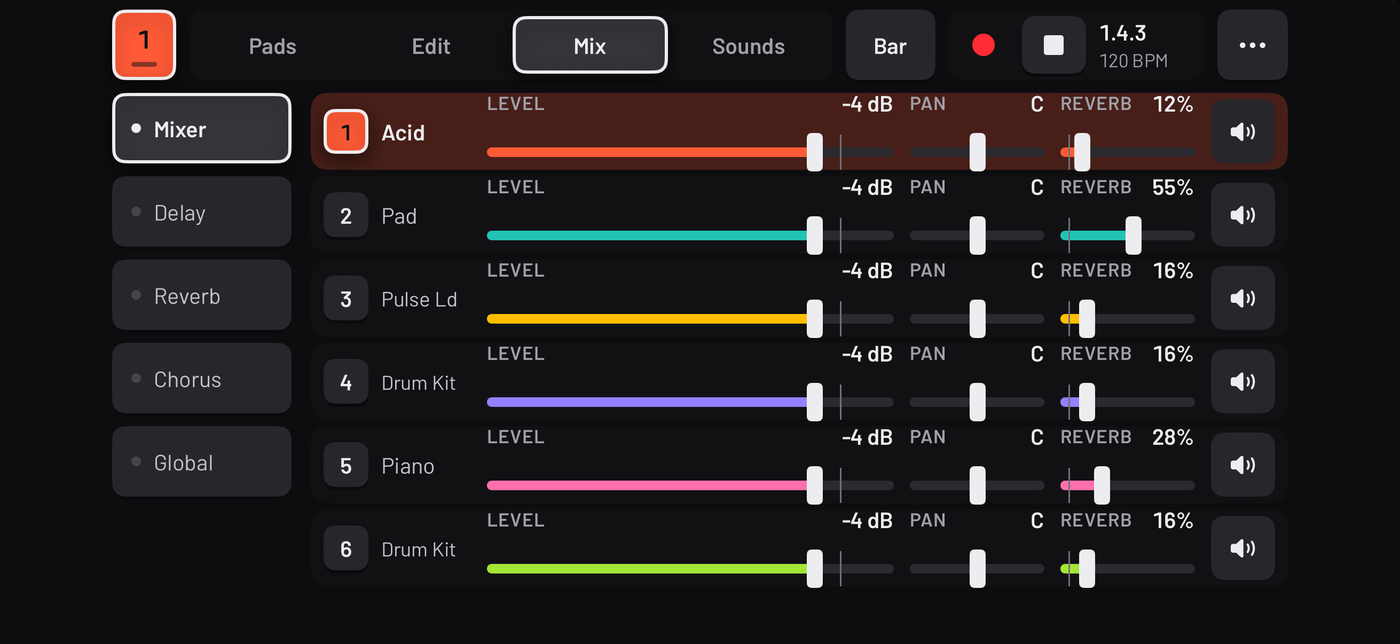 1 Pads Edit Mix Sounds Bar 1.4.3
120 BPM
Mixer
Delay
Reverb
Chorus
Global
LEVEL -4 dB PAN C REVERB 12%
1 Acid
LEVEL -4 dB PAN C REVERB 55%
2 Pad
LEVEL -4 dB PAN C REVERB 16%
3 Pulse Ld
LEVEL -4 dB PAN C REVERB 16%
4 Drum Kit
LEVEL -4 dB PAN C REVERB 28%
5 Piano
LEVEL -4 dB PAN C REVERB 16%
6 Drum Kit